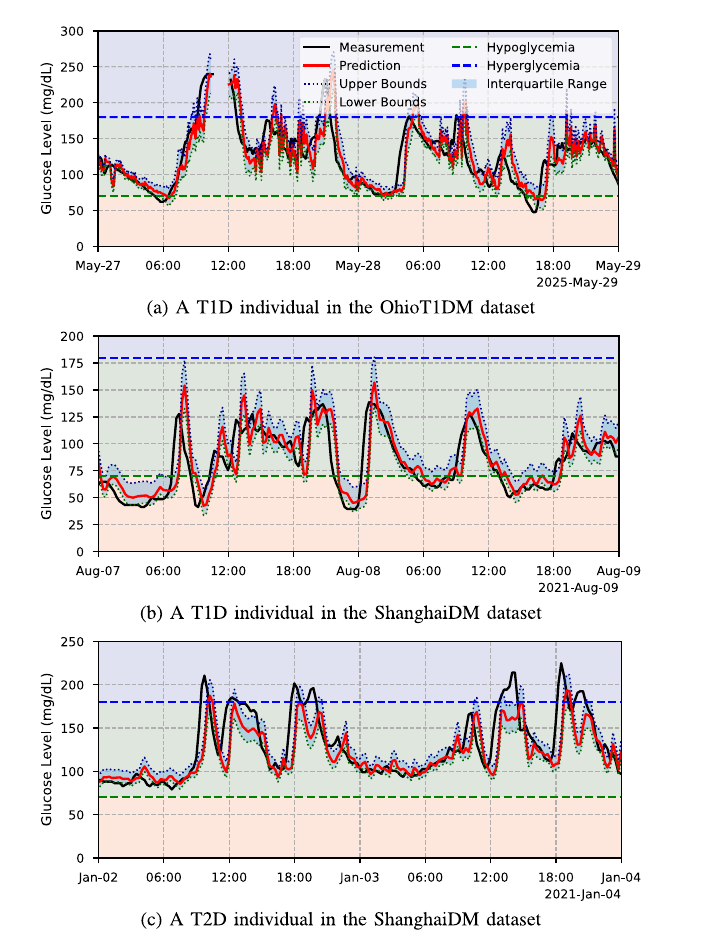 300
250
200
150
100
50
0
Glucose Level (mg/dL)
Measurement
Prediction
Upper Bounds
Lower Bounds
Hypoglycemia
Hyperglycemia
Interquartile Range
May-27 06:00 12:00 18:00 May-28 06:00 12:00 18:00 May-29
2025-May-29
(a) A T1D individual in the OhioT1DM dataset
200
175
150
125
100
75
50
25
0
Glucose Level (mg/dL)
Aug-07 06:00 12:00 18:00 Aug-08 06:00 12:00 18:00 Aug-09
2021-Aug-09
(b) A T1D individual in the ShanghaiDM dataset
250
200
150
100
50
0
Glucose Level (mg/dL)
Jan-02 06:00 12:00 18:00 Jan-03 06:00 12:00 18:00 Jan-04
2021-Jan-04
(c) A T2D individual in the ShanghaiDM dataset